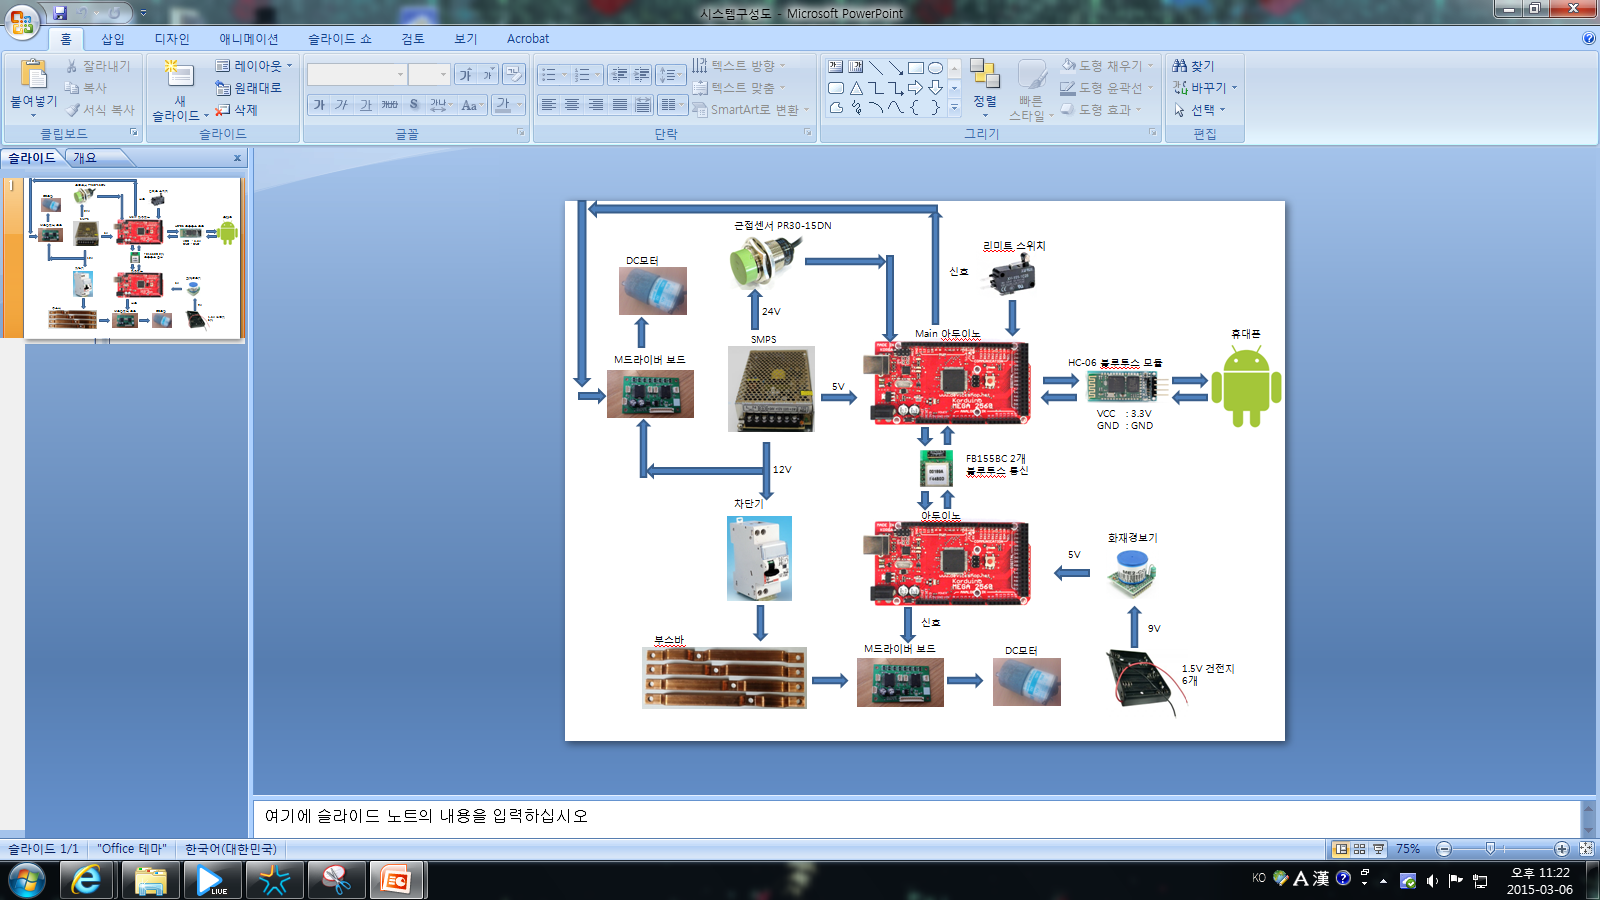 시스템구성도 - Microsoft PowerPoint
홈 삽입 디자인 애니메이션 슬라이드 쇼 검토 보기 Acrobat
붙여넣기
잘라내기
복사
서식 복사
클립보드
새
슬라이드
레이아웃
원래대로
삭제
슬라이드
글꼴
텍스트 방향
텍스트 맞춤
SmartArt로 변환
단락
정렬
빠른
스타일
도형 채우기
도형 윤곽선
도형 효과
그리기
찾기
바꾸기
선택
편집
슬라이드 개요
1
근접센서 PR30-15DN
리미트 스위치
DC모터
신호
24V
SMPS
Main 아두이노
휴대폰
M드라이버 보드
HC-06 블루투스 모듈
5V
VCC : 3.3V
GND : GND
FB155BC 2개
블루투스 통신
12V
차단기
아두이노
화재경보기
5V
신호
9V
부스바
M드라이버 보드
DC모터
1.5V 건전지
6개
여기에 슬라이드 노트의 내용을 입력하십시오
슬라이드 1/1 "Office 테마" 한국어(대한민국)
75%
LIVE
KO A 漢
오후 11:22
2015-03-06